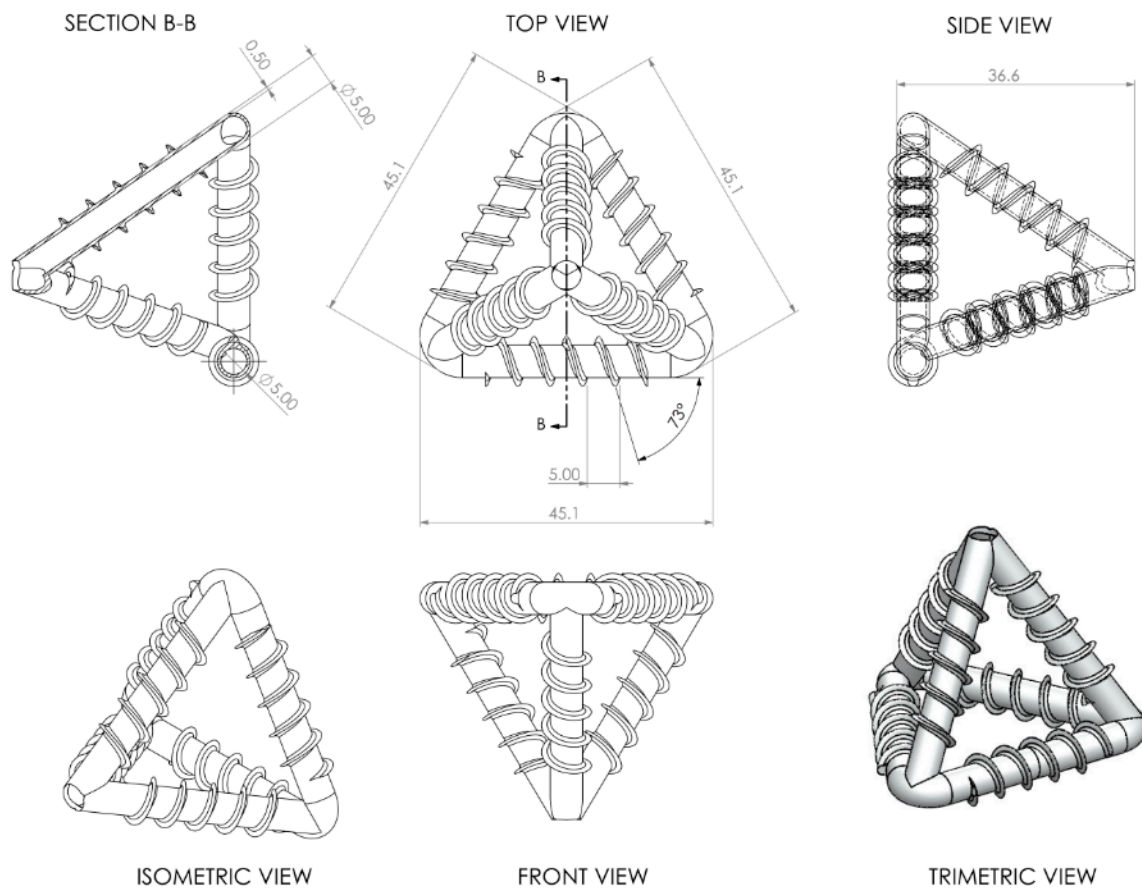 SECTION B-B
TOP VIEW
SIDE VIEW
0.50
Ø5.00
B
36.6
45.1
45.1
Ø5.00
B
73°
5.00
45.1
ISOMETRIC VIEW
FRONT VIEW
TRIMETRIC VIEW